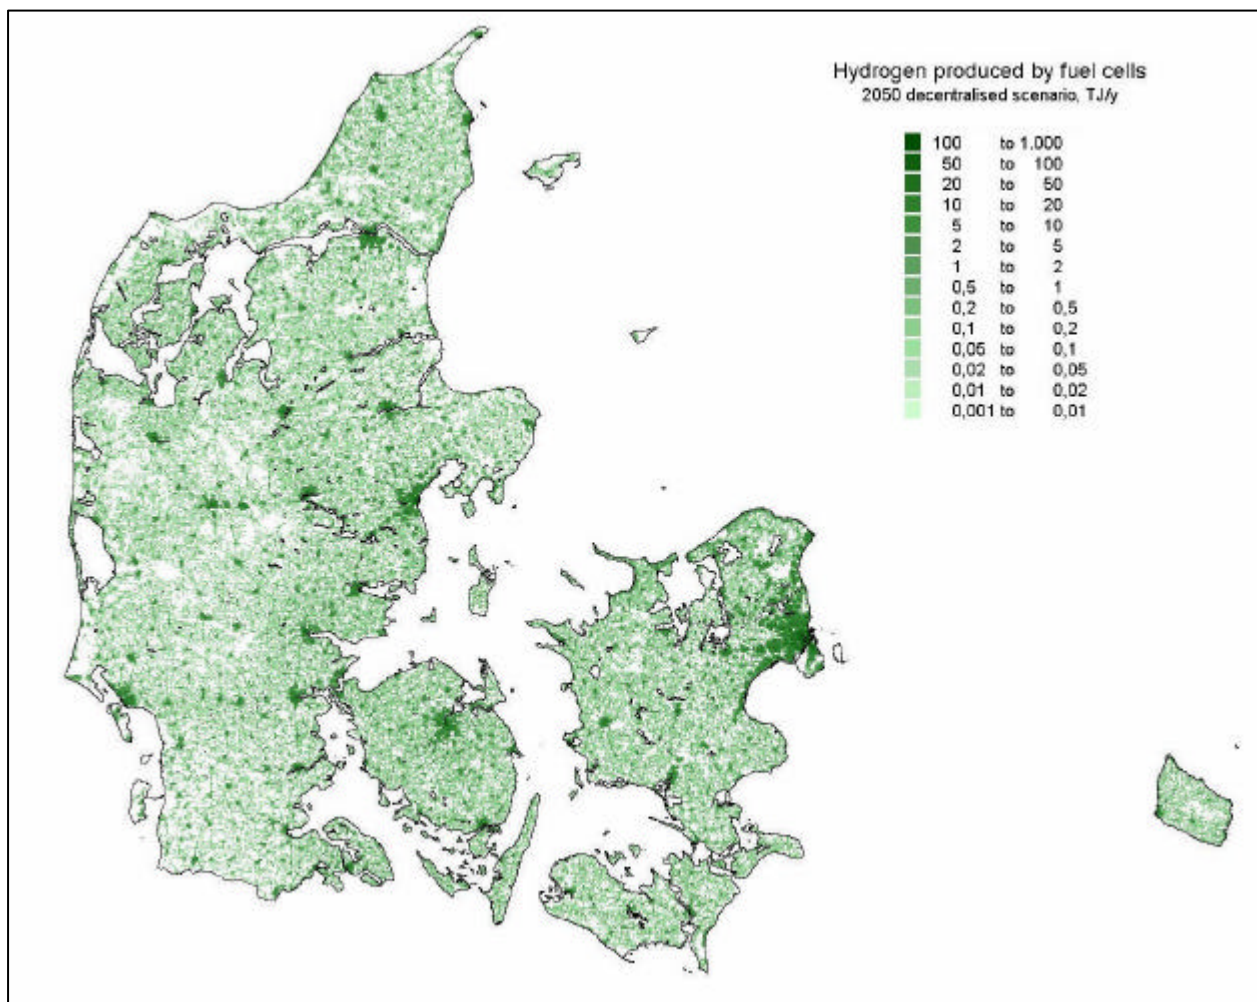 Hydrogen produced by fuel cells
2050 decentralised scenario, TJ/y
100 to 1.000
50 to 100
20 to 50
10 to 20
5 to 10
2 to 5
1 to 2
0,5 to 1
0,2 to 0,5
0,1 to 0,2
0,05 to 0,1
0,02 to 0,05
0,01 to 0,02
0,001 to 0,01